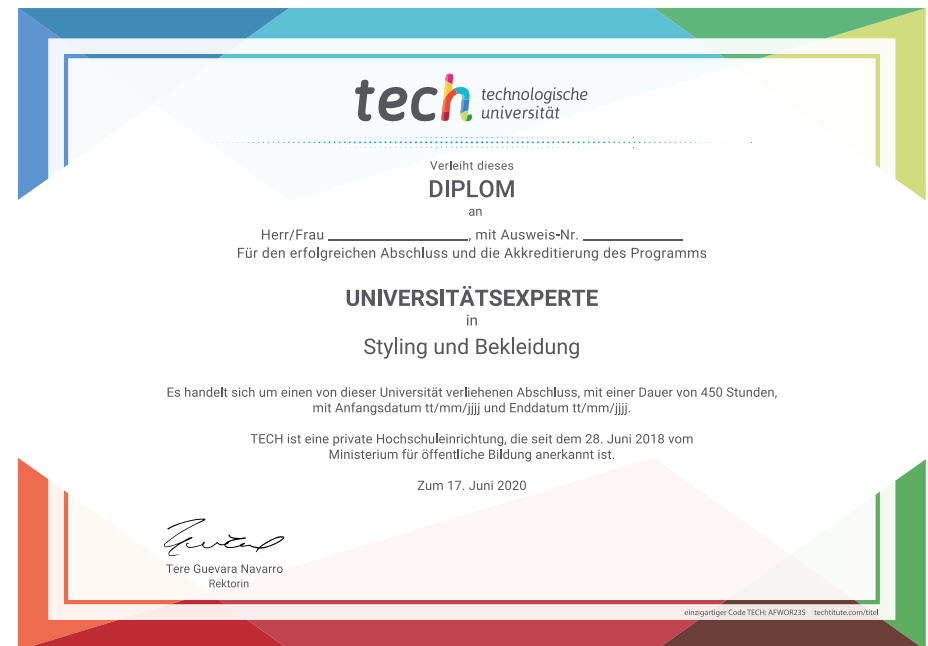 tech technologische
universität
Verleiht dieses
DIPLOM
an
Herr/Frau ____________________, mit Ausweis-Nr. ______________
Für den erfolgreichen Abschluss und die Akkreditierung des Programms
UNIVERSITÄTSEXPERTE
in
Styling und Bekleidung
Es handelt sich um einen von dieser Universität verliehenen Abschluss, mit einer Dauer von 450 Stunden,
mit Anfangsdatum tt/mm/jjjj und Enddatum tt/mm/jjjj.
TECH ist eine private Hochschuleinrichtung, die seit dem 28. Juni 2018 vom
Ministerium für öffentliche Bildung anerkannt ist.
Zum 17. Juni 2020
Tere Guevara Navarro
Rektorin
einzigartiger Code TECH: AFWOR23S techtitute.com/titel